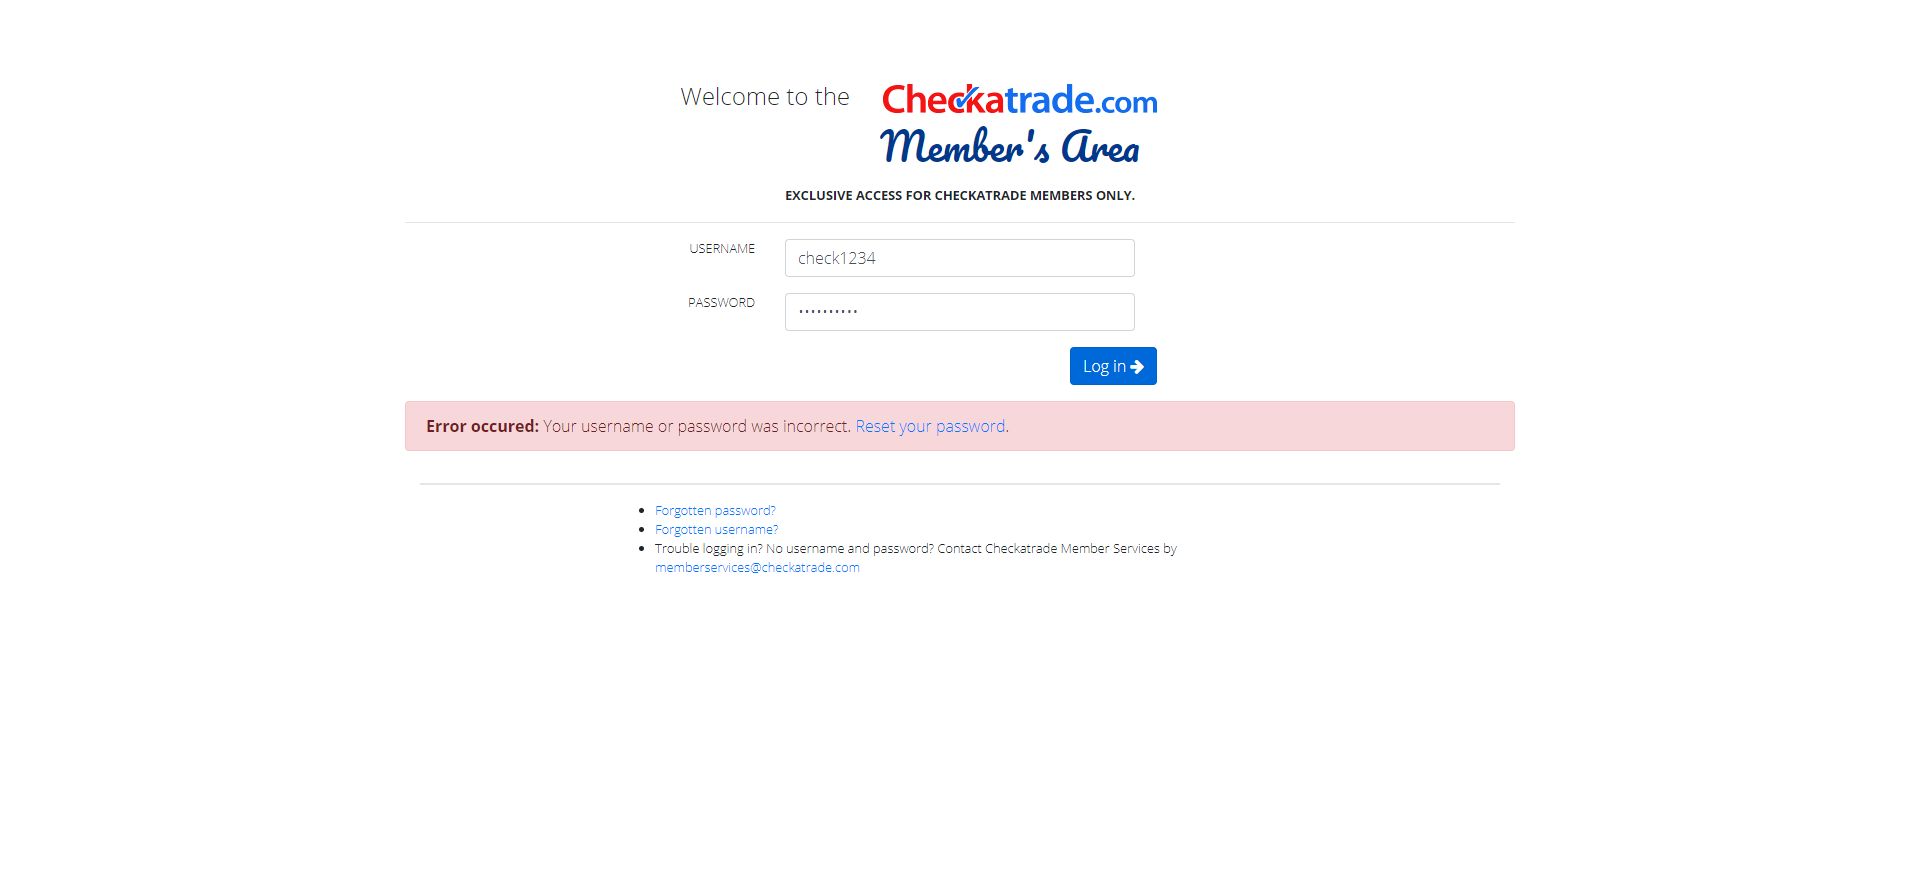 Welcome to the
Checkatrade.com
Member's Area
EXCLUSIVE ACCESS FOR CHECKATRADE MEMBERS ONLY.
USERNAME
check1234
PASSWORD
••••••••••
Log in
Error occured: Your username or password was incorrect. Reset your password.
Forgotten password?
Forgotten username?
Trouble logging in? No username and password? Contact Checkatrade Member Services by
memberservices@checkatrade.com